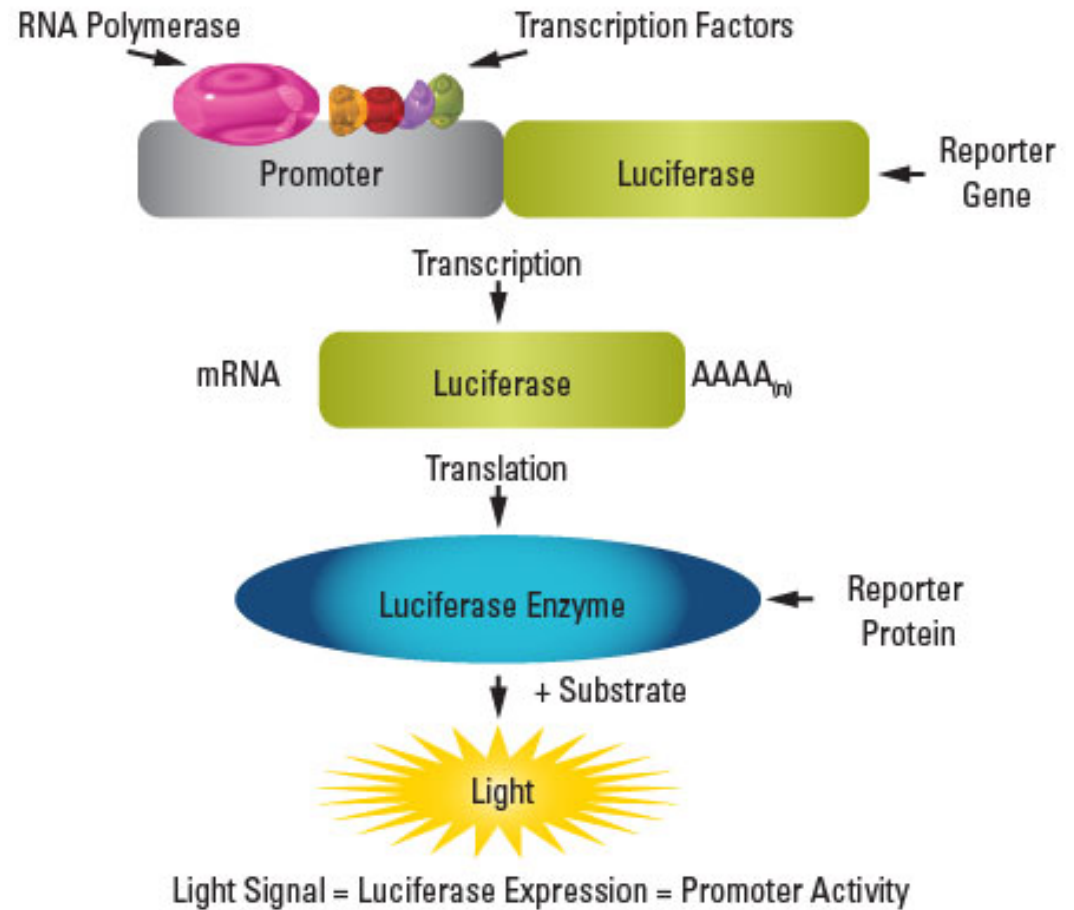 RNA Polymerase
Transcription Factors
Promoter
Luciferase
Reporter
Gene
Transcription
mRNA
Luciferase
AAAA(n)
Translation
Luciferase Enzyme
Reporter
Protein
+ Substrate
Light
Light Signal = Luciferase Expression = Promoter Activity